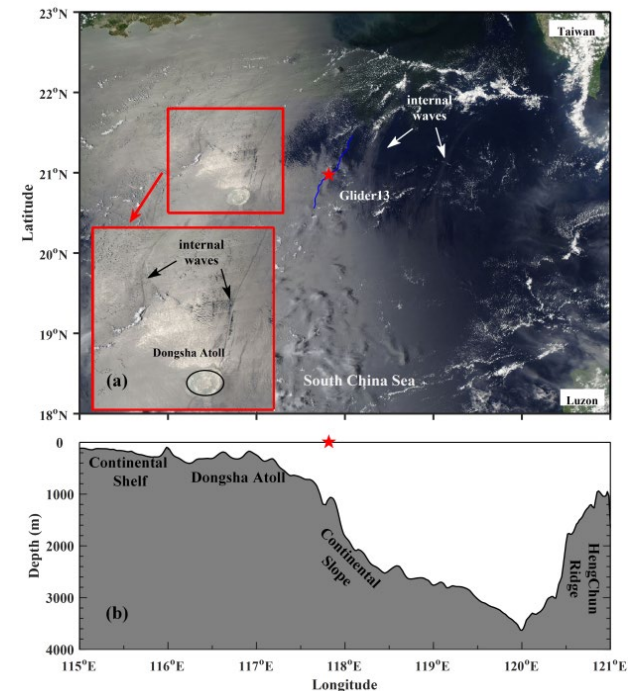 23°N
22°N
21°N
20°N
19°N
18°N
Latitude
Taiwan
internal
waves
Glider13
internal
waves
Dongsha Atoll
(a)
South China Sea
Luzon
0
1000
2000
3000
4000
Depth (m)
Continental
Shelf
Dongsha Atoll
Continental
Slope
HengChun
Ridge
(b)
115°E
116°E
117°E
118°E
119°E
120°E
121°E
Longitude